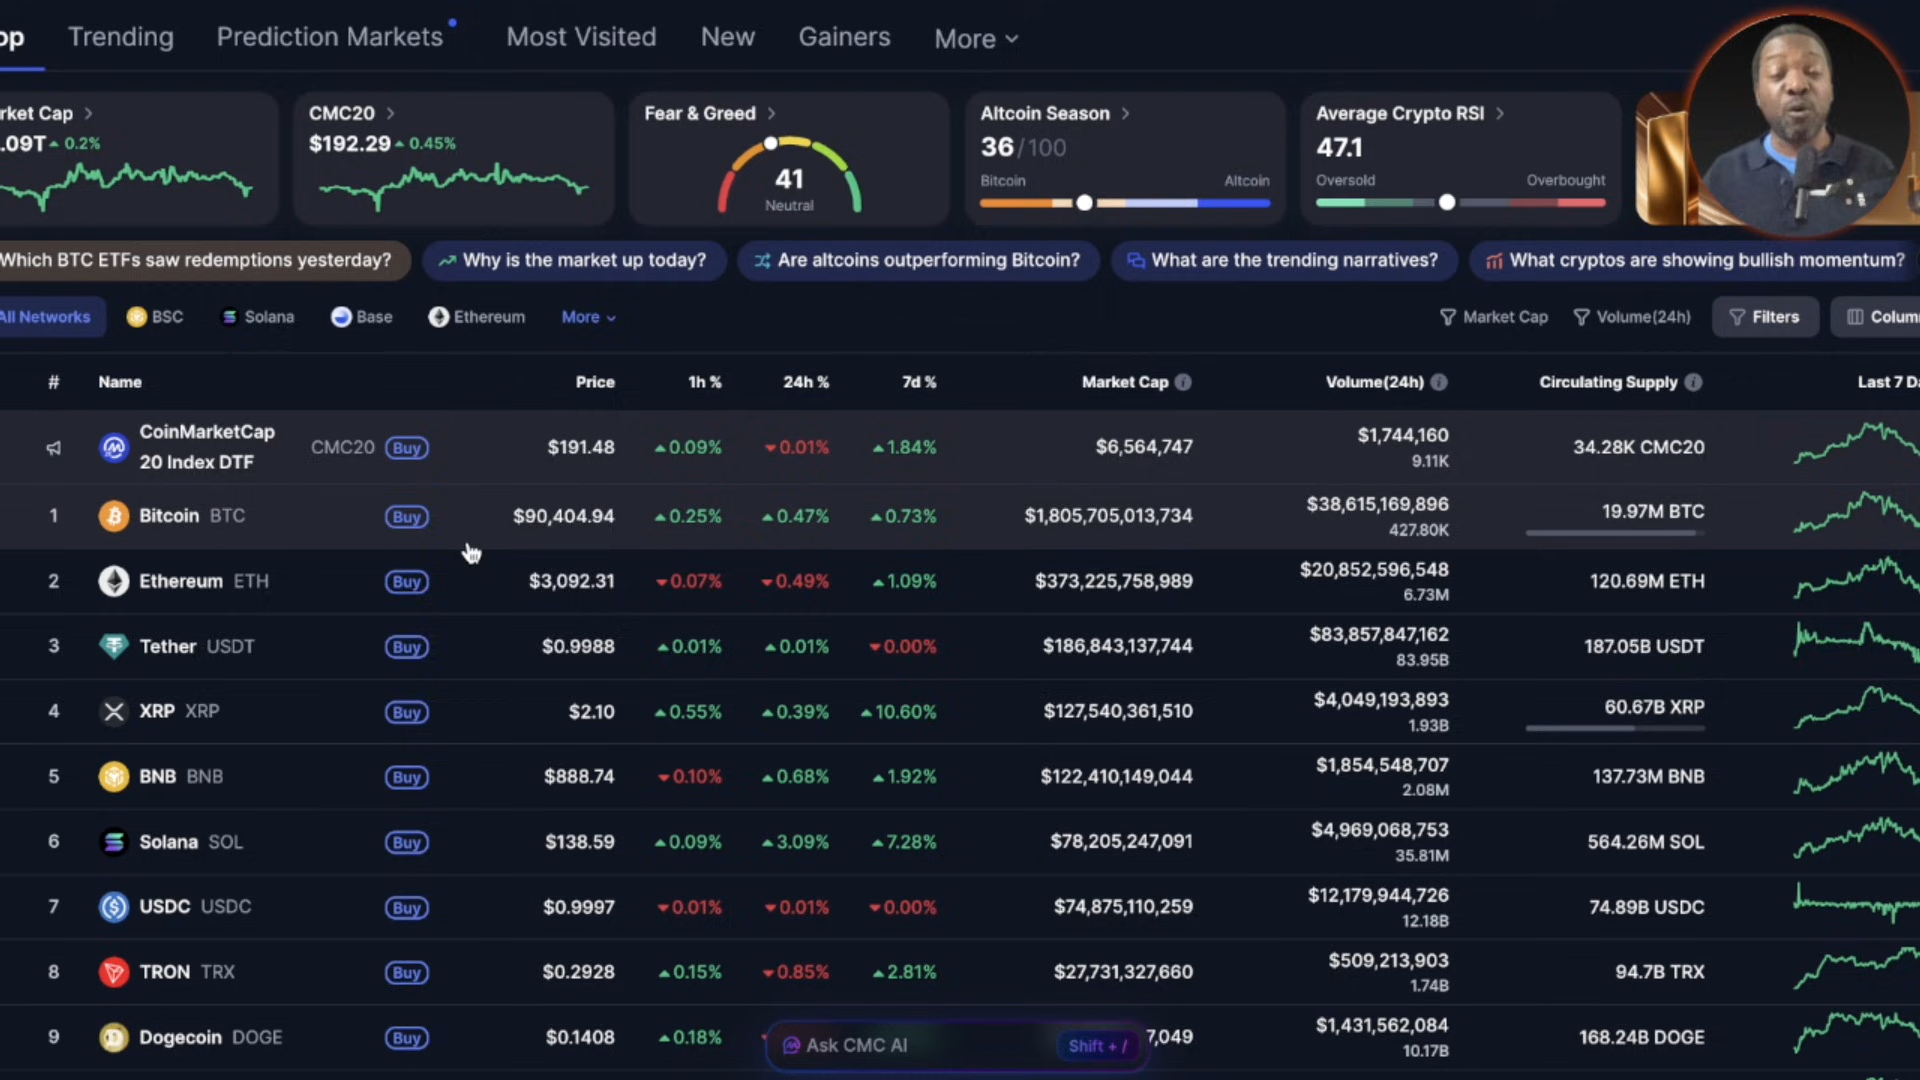 op
Trending
Prediction Markets
Most Visited
New
Gainers
More
rket Cap
.09T 0.2%
CMC20
$192.29 0.45%
Fear & Greed
41
Neutral
Altcoin Season
36/100
Bitcoin Altcoin
Average Crypto RSI
47.1
Oversold Overbought
Which BTC ETFs saw redemptions yesterday?
Why is the market up today?
Are altcoins outperforming Bitcoin?
What are the trending narratives?
What cryptos are showing bullish momentum?
All Networks BSC Solana Base Ethereum More Market Cap Volume(24h) Filters Colum
# Name Price 1h % 24h % 7d % Market Cap Volume(24h) Circulating Supply Last 7 Da
CoinMarketCap
20 Index DTF
CMC20 Buy $191.48 0.09% 0.01% 1.84% $6,564,747 $1,744,160
9.11K
34.28K CMC20
1 Bitcoin BTC Buy $90,404.94 0.25% 0.47% 0.73% $1,805,705,013,734 $38,615,169,896
427.80K
19.97M BTC
2 Ethereum ETH Buy $3,092.31 0.07% 0.49% 1.09% $373,225,758,989 $20,852,596,548
6.73M
120.69M ETH
3 Tether USDT Buy $0.9988 0.01% 0.01% 0.00% $186,843,137,744 $83,857,847,162
83.95B
187.05B USDT
4 XRP XRP Buy $2.10 0.55% 0.39% 10.60% $127,540,361,510 $4,049,193,893
1.93B
60.67B XRP
5 BNB BNB Buy $888.74 0.10% 0.68% 1.92% $122,410,149,044 $1,854,548,707
2.08M
137.73M BNB
6 Solana SOL Buy $138.59 0.09% 3.09% 7.28% $78,205,247,091 $4,969,068,753
35.81M
564.26M SOL
7 USDC USDC Buy $0.9997 0.01% 0.01% 0.00% $74,875,110,259 $12,179,944,726
12.18B
74.89B USDC
8 TRON TRX Buy $0.2928 0.15% 0.85% 2.81% $27,731,327,660 $509,213,903
1.74B
94.7B TRX
9 Dogecoin DOGE Buy $0.1408 0.18% 7,049 $1,431,562,084
10.17B
168.24B DOGE
Ask CMC AI Shift + /